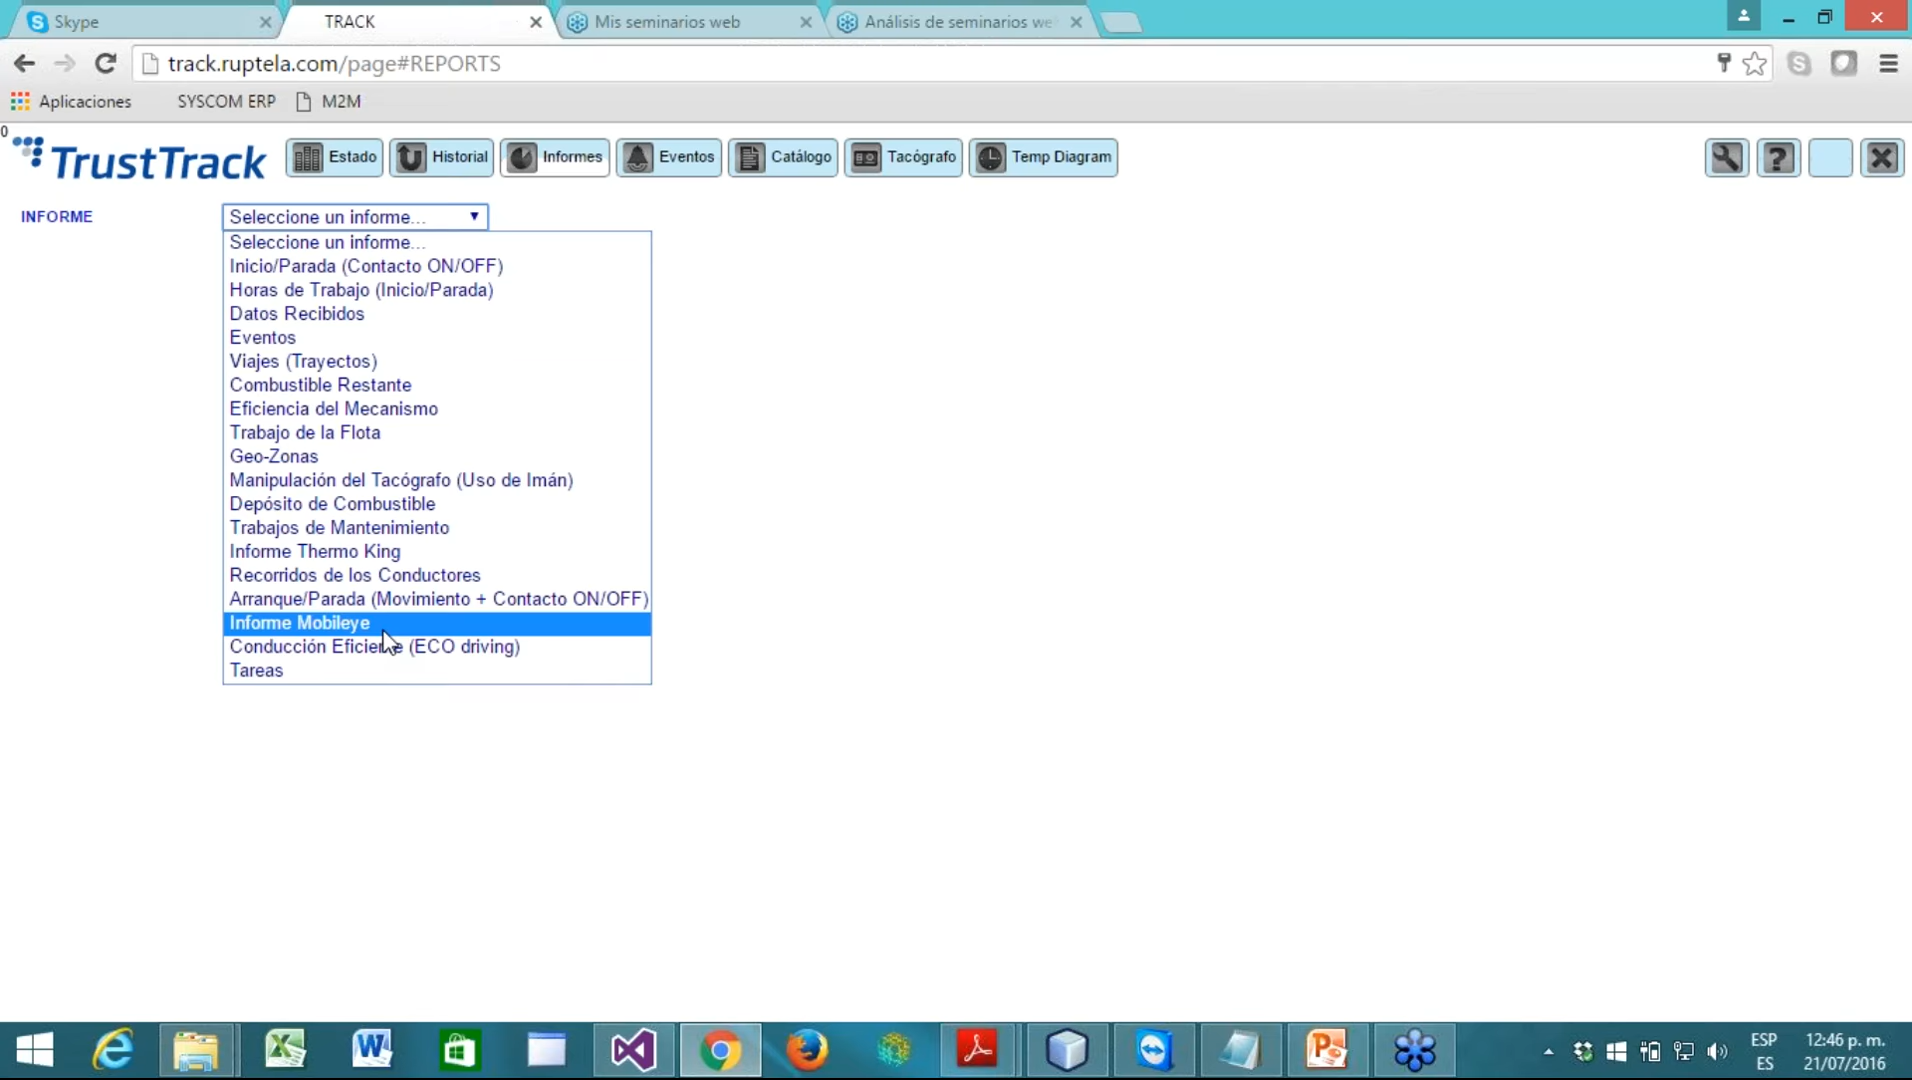 Skype
TRACK
Mis seminarios web
Análisis de seminarios we
track.ruptela.com/page#REPORTS
Aplicaciones
SYSCOM ERP
M2M
0
TrustTrack
Estado
Historial
Informes
Eventos
Catálogo
Tacógrafo
Temp Diagram
INFORME
Seleccione un informe...
Seleccione un informe...
Inicio/Parada (Contacto ON/OFF)
Horas de Trabajo (Inicio/Parada)
Datos Recibidos
Eventos
Viajes (Trayectos)
Combustible Restante
Eficiencia del Mecanismo
Trabajo de la Flota
Geo-Zonas
Manipulación del Tacógrafo (Uso de Imán)
Depósito de Combustible
Trabajos de Mantenimiento
Informe Thermo King
Recorridos de los Conductores
Arranque/Parada (Movimiento + Contacto ON/OFF)
Informe Mobileye
Conducción Eficiente (ECO driving)
Tareas
ESP
12:46 p. m.
ES
21/07/2016